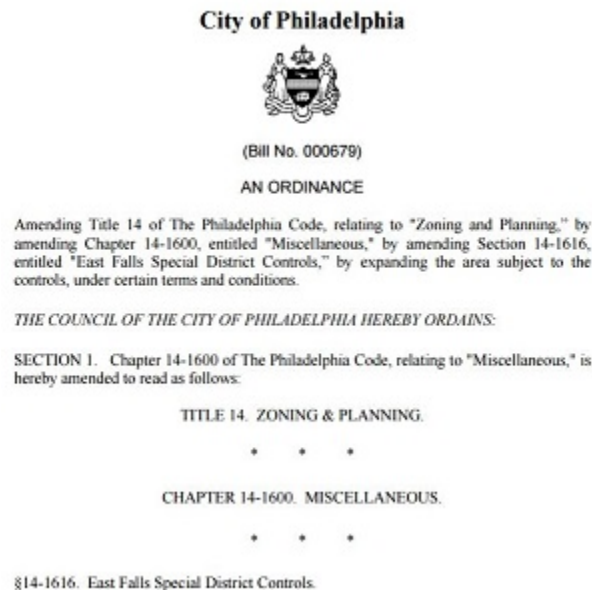 City of Philadelphia
(Bill No. 000679)
AN ORDINANCE
Amending Title 14 of The Philadelphia Code, relating to "Zoning and Planning," by
amending Chapter 14-1600, entitled "Miscellaneous," by amending Section 14-1616,
entitled "East Falls Special District Controls," by expanding the area subject to the
controls, under certain terms and conditions.
THE COUNCIL OF THE CITY OF PHILADELPHIA HEREBY ORDAINS:
SECTION 1. Chapter 14-1600 of The Philadelphia Code, relating to "Miscellaneous," is
hereby amended to read as follows:
TITLE 14. ZONING & PLANNING.
* * *
CHAPTER 14-1600. MISCELLANEOUS.
* * *
§14-1616. East Falls Special District Controls.